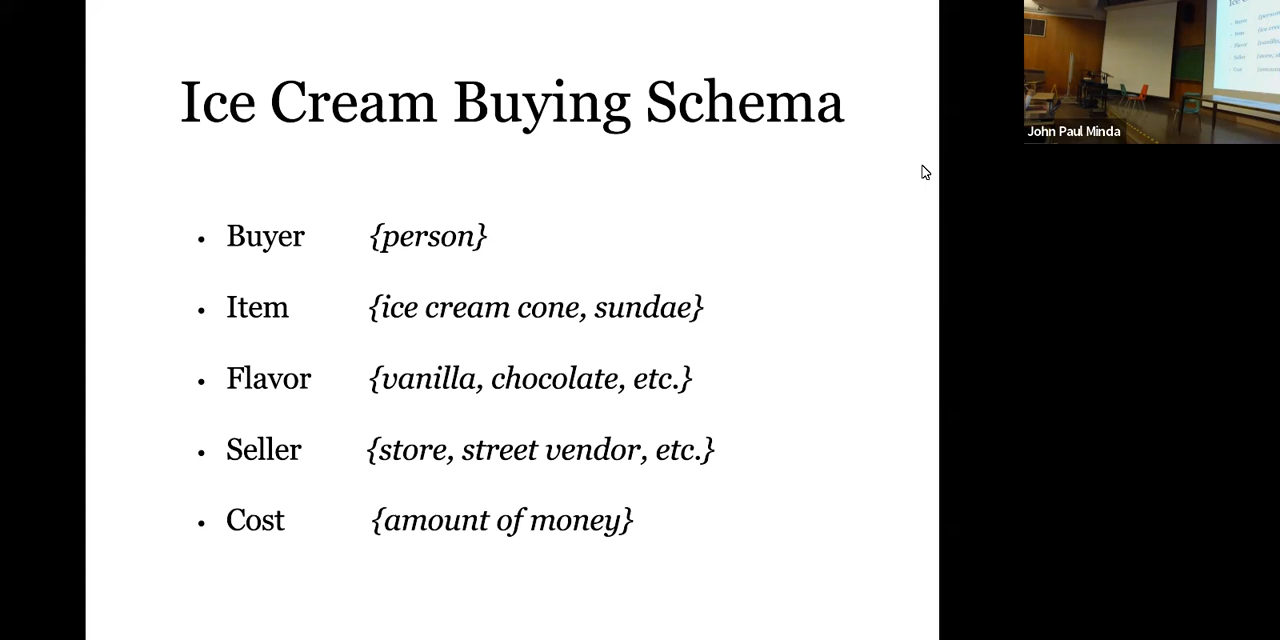 Ice Cream Buying Schema
• Buyer {person}
• Item {ice cream cone, sundae}
• Flavor {vanilla, chocolate, etc.}
• Seller {store, street vendor, etc.}
• Cost {amount of money}
John Paul Minda